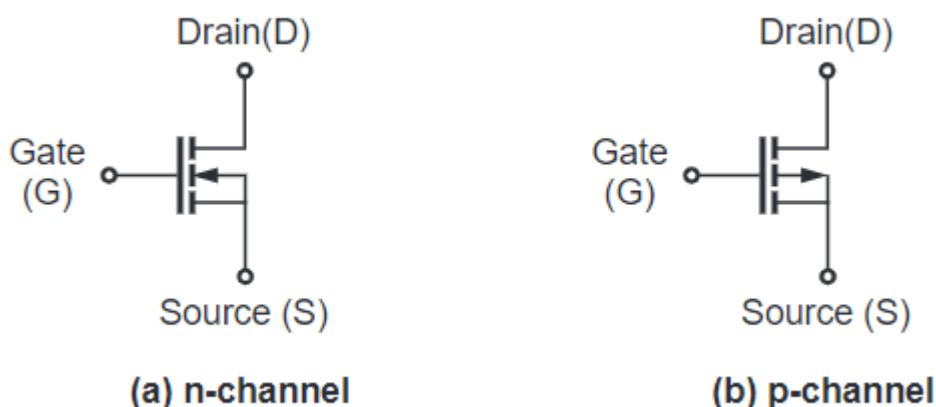 Drain(D)
Gate
(G)
Source (S)
(a) n-channel
Drain(D)
Gate
(G)
Source (S)
(b) p-channel